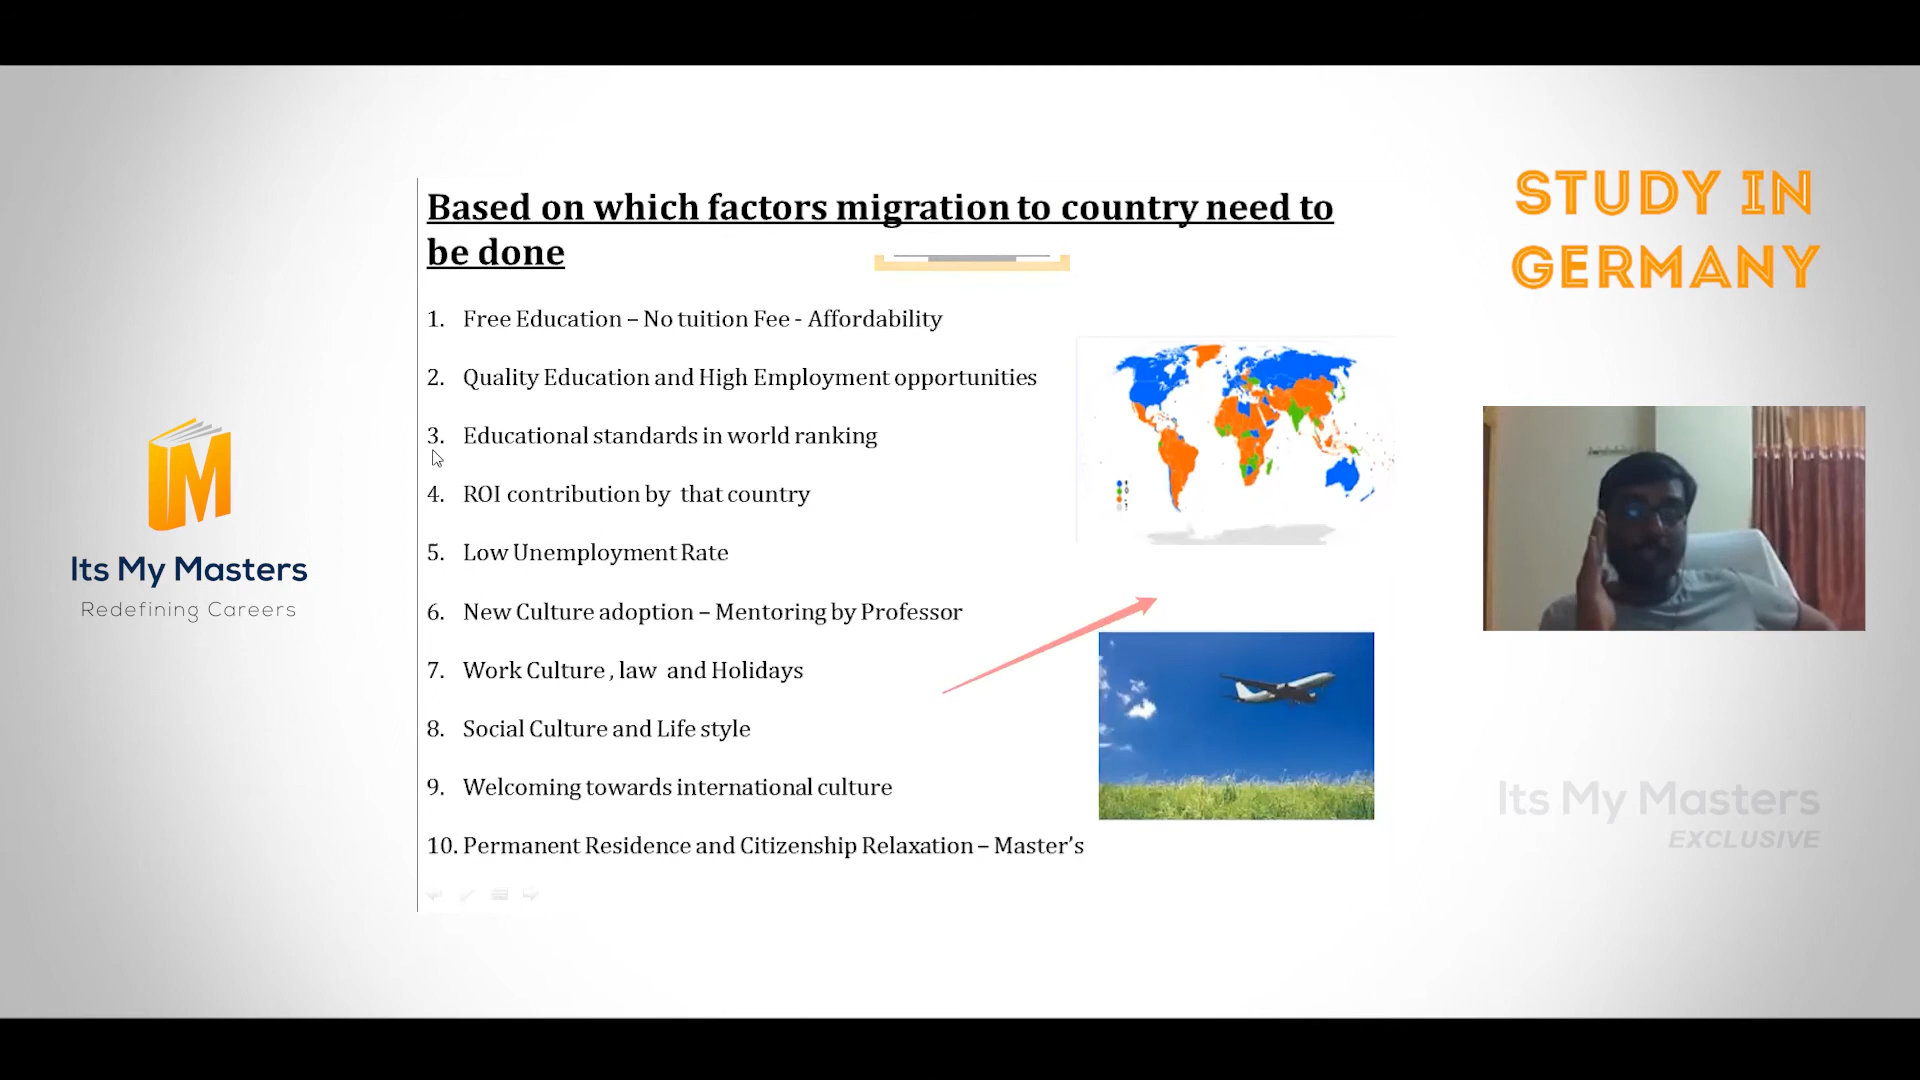 Based on which factors migration to country need to
be done
1. Free Education – No tuition Fee - Affordability
2. Quality Education and High Employment opportunities
3. Educational standards in world ranking
4. ROI contribution by that country
5. Low Unemployment Rate
6. New Culture adoption – Mentoring by Professor
7. Work Culture , law and Holidays
8. Social Culture and Life style
9. Welcoming towards international culture
10. Permanent Residence and Citizenship Relaxation – Master's
M
Its My Masters
Redefining Careers
STUDY IN
GERMANY
Its My Masters
EXCLUSIVE